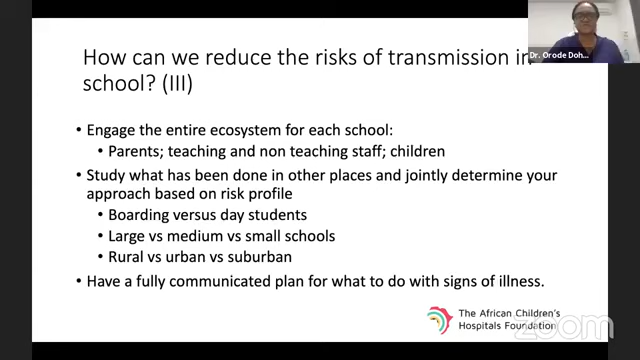 Dr. Orode Doh...
How can we reduce the risks of transmission in
school? (III)
• Engage the entire ecosystem for each school:
• Parents; teaching and non teaching staff; children
• Study what has been done in other places and jointly determine your
approach based on risk profile
• Boarding versus day students
• Large vs medium vs small schools
• Rural vs urban vs suburban
• Have a fully communicated plan for what to do with signs of illness.
The African Children's
Hospitals Foundation
zoom